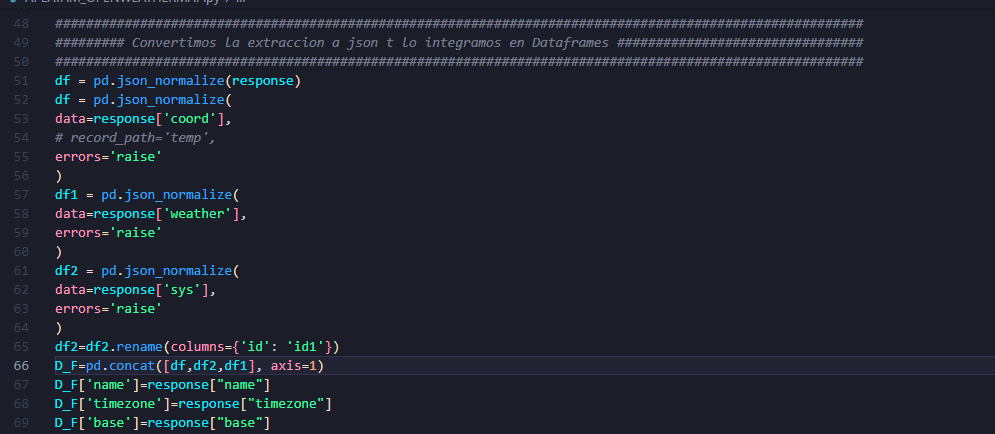 48 #########################################################################################################
49 ######### Convertimos la extraccion a json t lo integramos en Dataframes ################################
50 #########################################################################################################
51 df = pd.json_normalize(response)
52 df = pd.json_normalize(
53 data=response['coord'],
54 # record_path='temp',
55 errors='raise'
56 )
57 df1 = pd.json_normalize(
58 data=response['weather'],
59 errors='raise'
60 )
61 df2 = pd.json_normalize(
62 data=response['sys'],
63 errors='raise'
64 )
65 df2=df2.rename(columns={'id': 'id1'})
66 D_F=pd.concat([df,df2,df1], axis=1)
67 D_F['name']=response["name"]
68 D_F['timezone']=response["timezone"]
69 D_F['base']=response["base"]